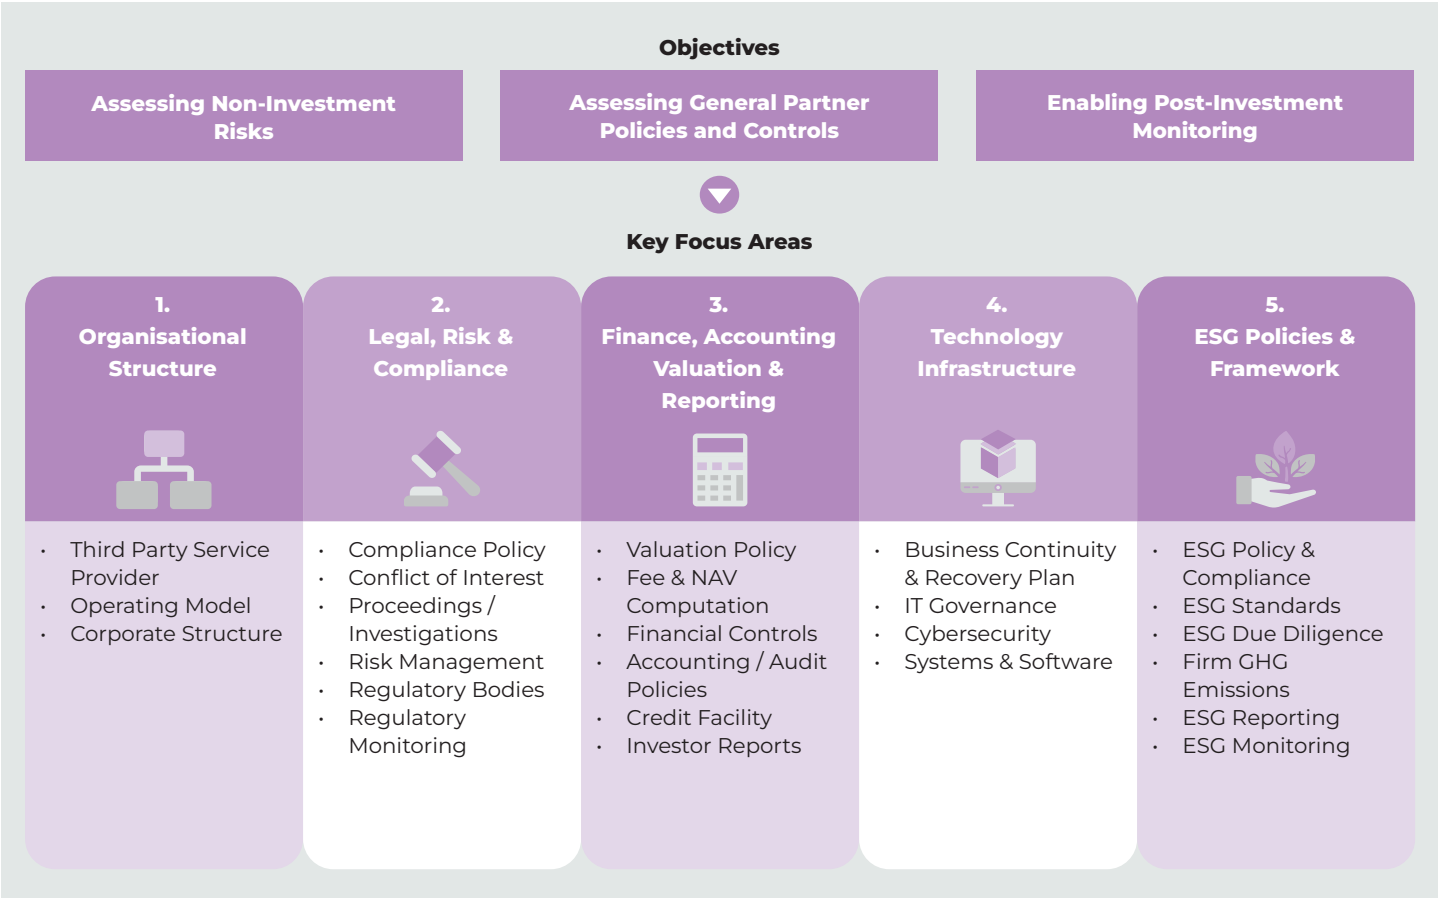 Objectives
Assessing Non-Investment
Risks
Assessing General Partner
Policies and Controls
Enabling Post-Investment
Monitoring
Key Focus Areas
1.
Organisational
Structure
• Third Party Service
Provider
• Operating Model
• Corporate Structure
2.
Legal, Risk &
Compliance
• Compliance Policy
• Conflict of Interest
• Proceedings /
Investigations
• Risk Management
• Regulatory Bodies
• Regulatory
Monitoring
3.
Finance, Accounting
Valuation &
Reporting
• Valuation Policy
• Fee & NAV
Computation
• Financial Controls
• Accounting / Audit
Policies
• Credit Facility
• Investor Reports
4.
Technology
Infrastructure
• Business Continuity
& Recovery Plan
• IT Governance
• Cybersecurity
• Systems & Software
5.
ESG Policies &
Framework
• ESG Policy &
Compliance
• ESG Standards
• ESG Due Diligence
• Firm GHG
Emissions
• ESG Reporting
• ESG Monitoring